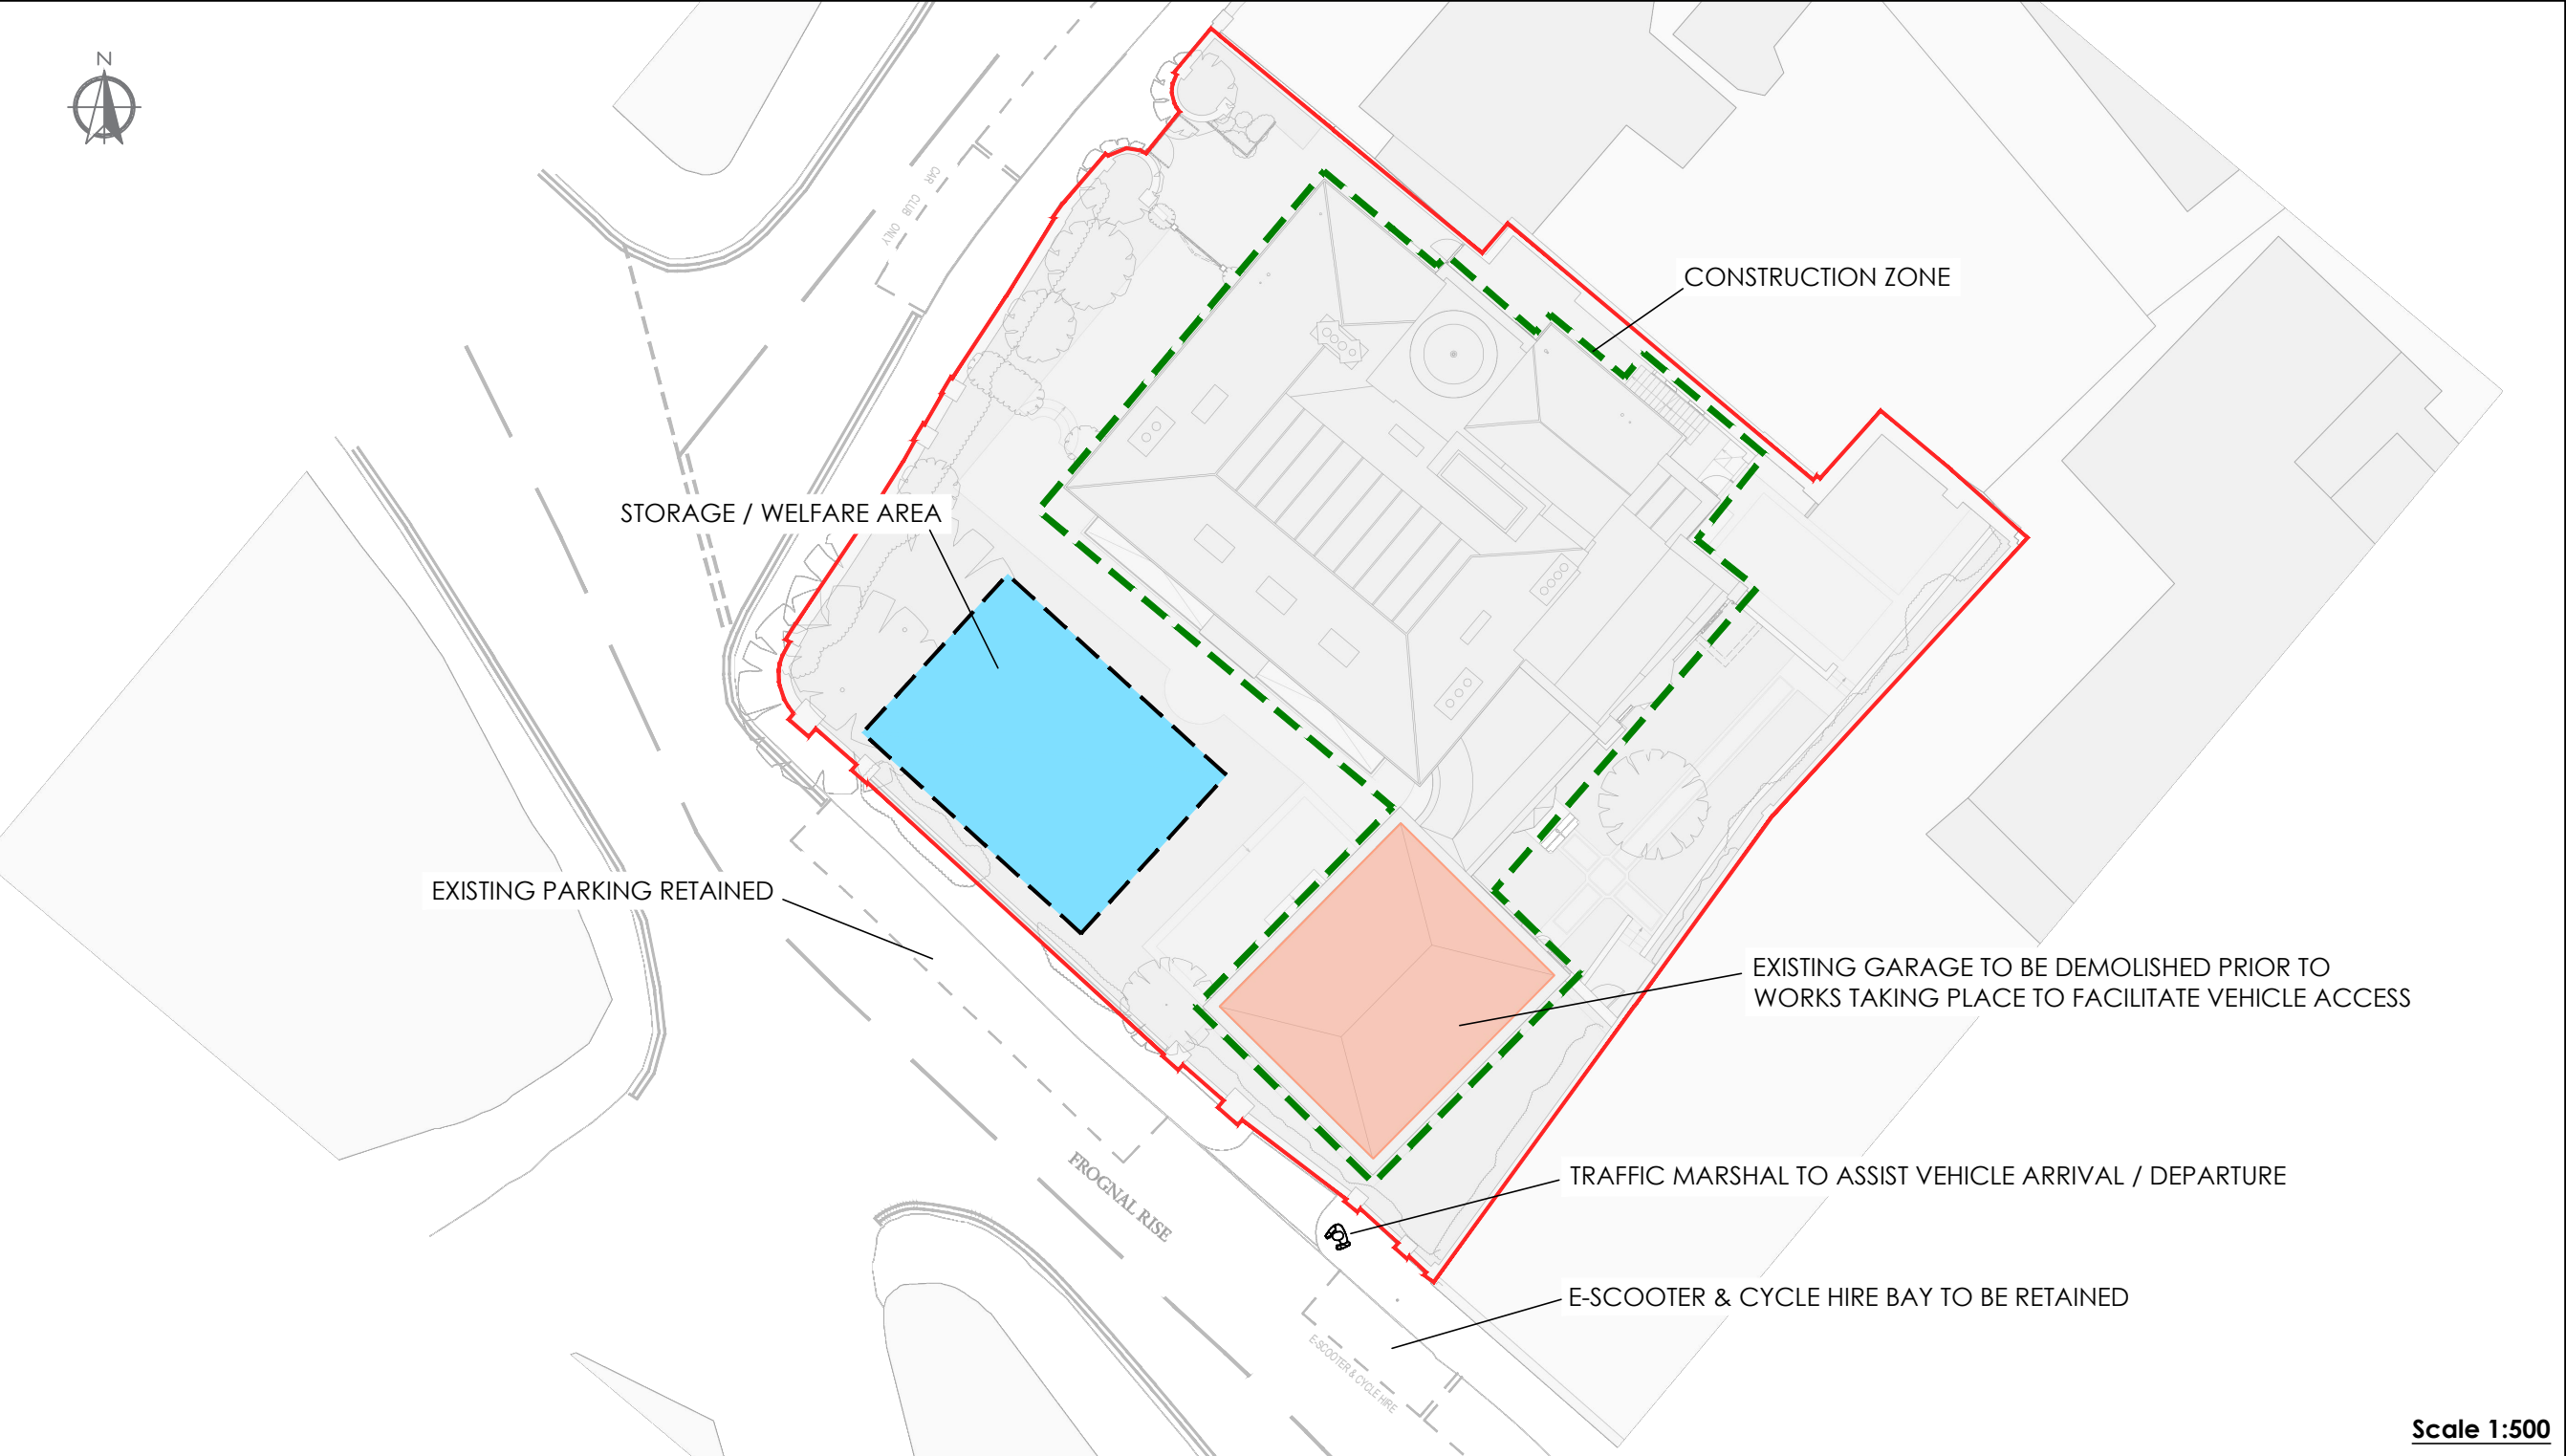 N
CAR CLUB ONLY
CONSTRUCTION ZONE
STORAGE / WELFARE AREA
EXISTING PARKING RETAINED
EXISTING GARAGE TO BE DEMOLISHED PRIOR TO
WORKS TAKING PLACE TO FACILITATE VEHICLE ACCESS
FROGNAL RISE
TRAFFIC MARSHAL TO ASSIST VEHICLE ARRIVAL / DEPARTURE
E-SCOOTER & CYCLE HIRE BAY TO BE RETAINED
E-SCOOTER & CYCLE HIRE
Scale 1:500